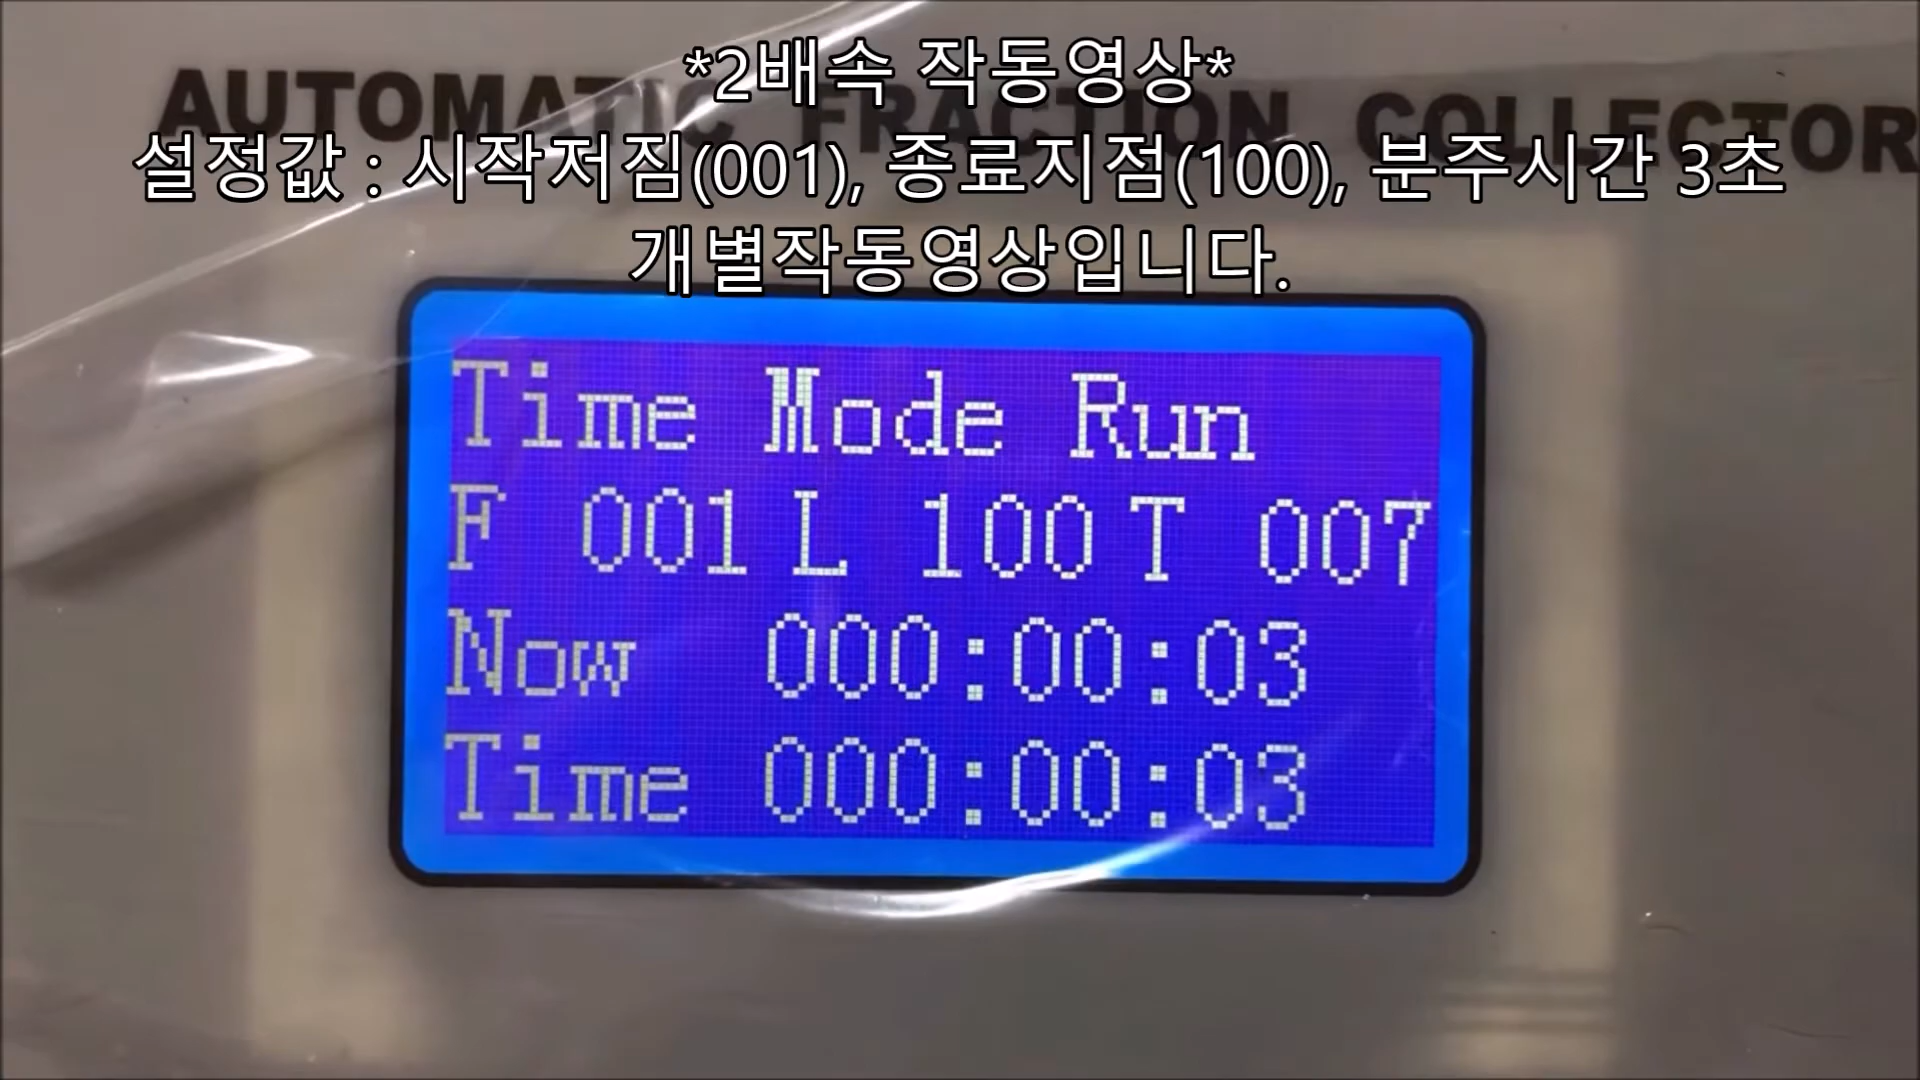 *2배속 작동영상*
AUTOMATIC FRACTION COLLECTOR
설정값 : 시작저짐(001), 종료지점(100), 분주시간 3초
개별작동영상입니다.
Time Mode Run
F 001 L 100 T 007
Now 000:00:03
Time 000:00:03